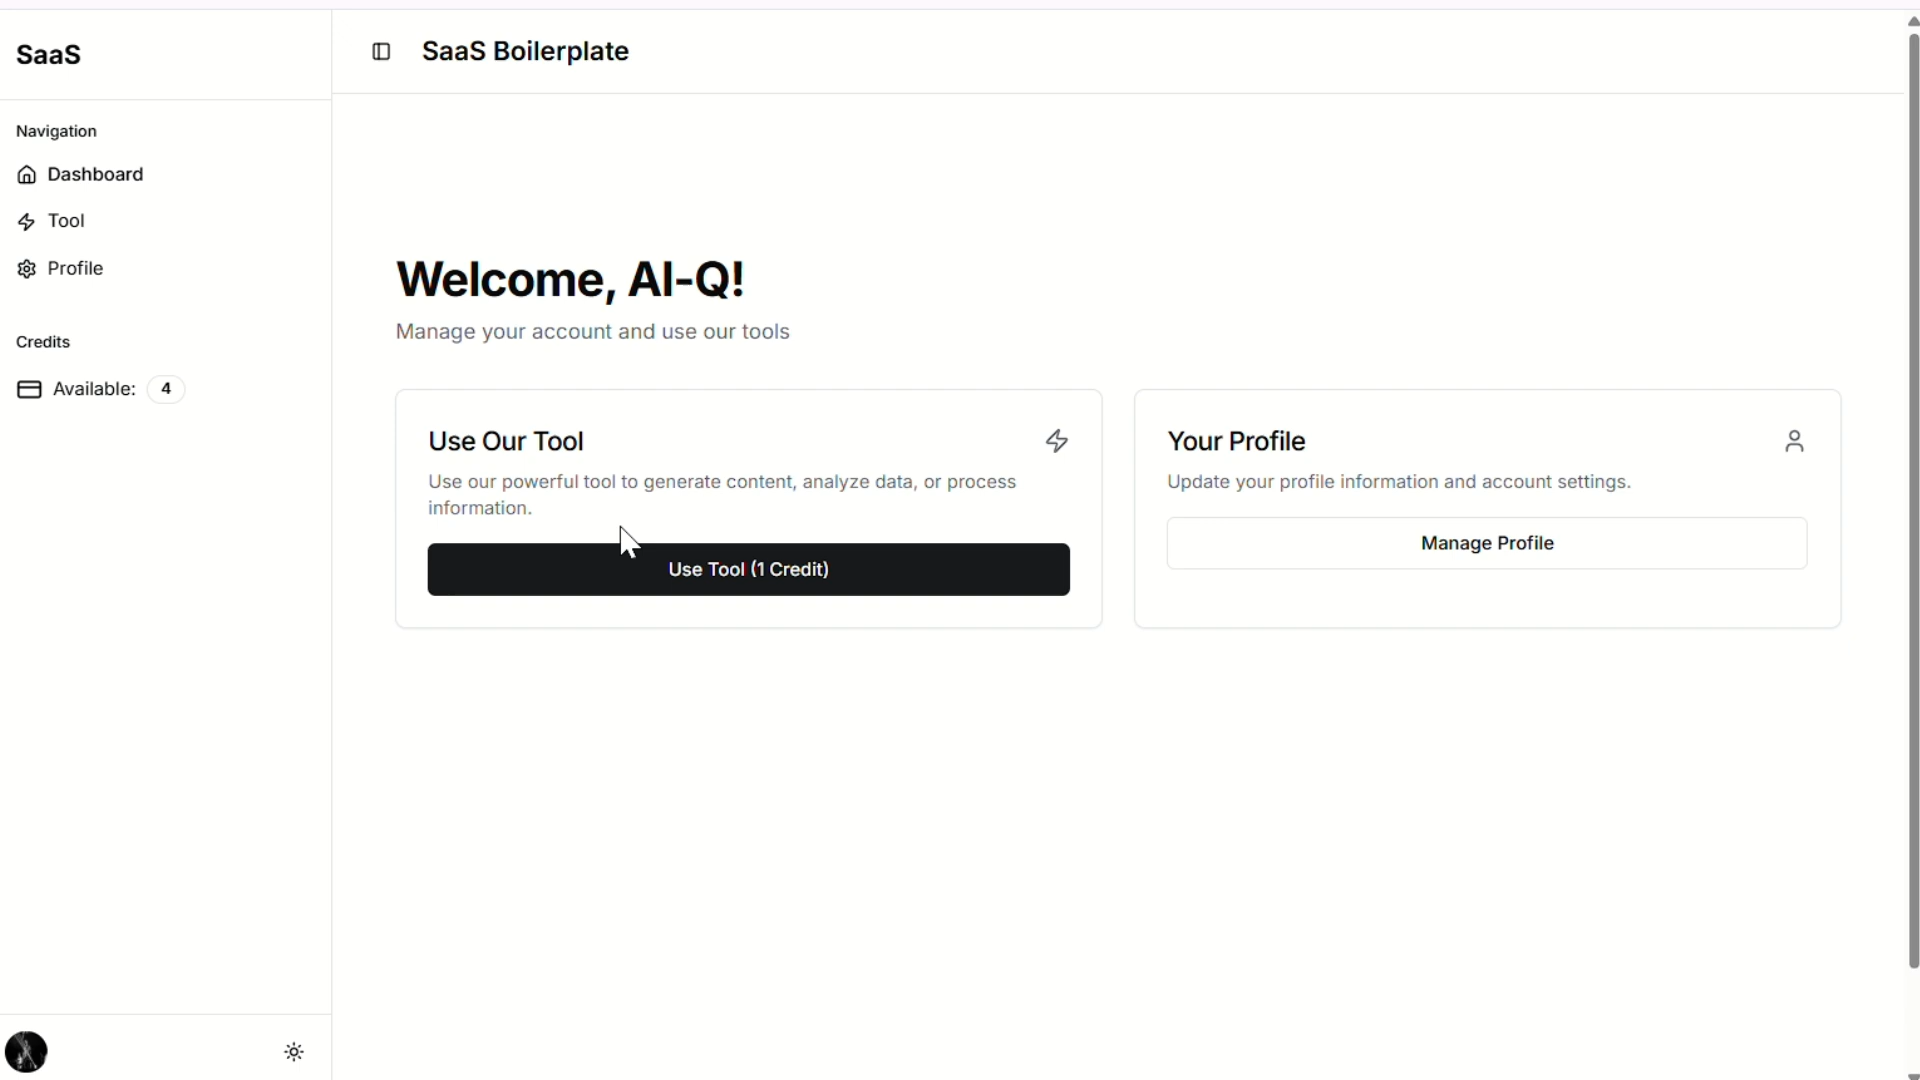 SaaS
Navigation
Dashboard
Tool
Profile
Credits
Available: 4
SaaS Boilerplate
Welcome, AI-Q!
Manage your account and use our tools
Use Our Tool
Use our powerful tool to generate content, analyze data, or process
information.
Use Tool (1 Credit)
Your Profile
Update your profile information and account settings.
Manage Profile